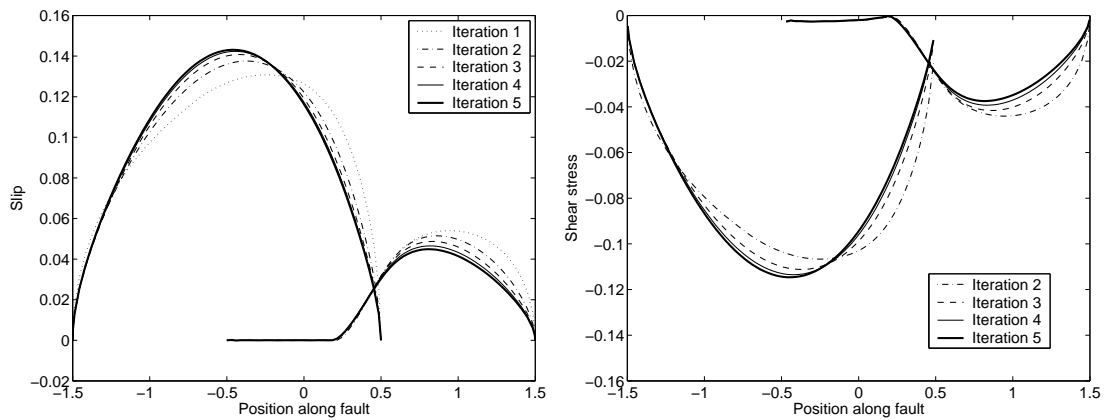 0.16
0.14
0.12
0.10
0.08
0.06
0.04
0.02
0
−0.02
Slip
−1.5
−1
−0.5
0
0.5
1
1.5
Position along fault
Iteration 1
Iteration 2
Iteration 3
Iteration 4
Iteration 5
0
−0.02
−0.04
−0.06
−0.08
−0.1
−0.12
−0.14
−0.16
Shear stress
−1.5
−1
−0.5
0
0.5
1
1.5
Position along fault
Iteration 2
Iteration 3
Iteration 4
Iteration 5